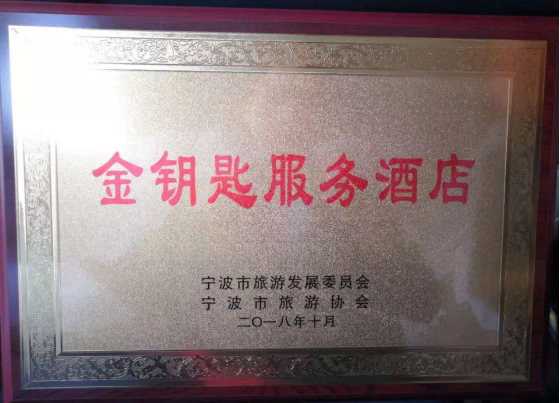 金钥匙服务酒店
宁波市旅游发展委员会
宁波市旅游协会
二〇一八年十月